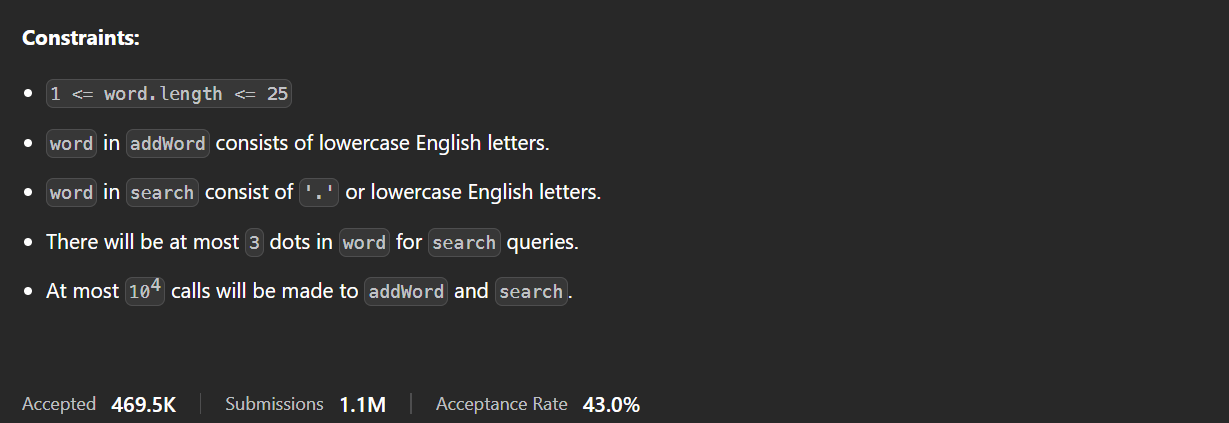 Constraints:
• 1 <= word.length <= 25
• word in addWord consists of lowercase English letters.
• word in search consist of '.' or lowercase English letters.
• There will be at most 3 dots in word for search queries.
• At most 10⁴ calls will be made to addWord and search.
Accepted 469.5K | Submissions 1.1M | Acceptance Rate 43.0%